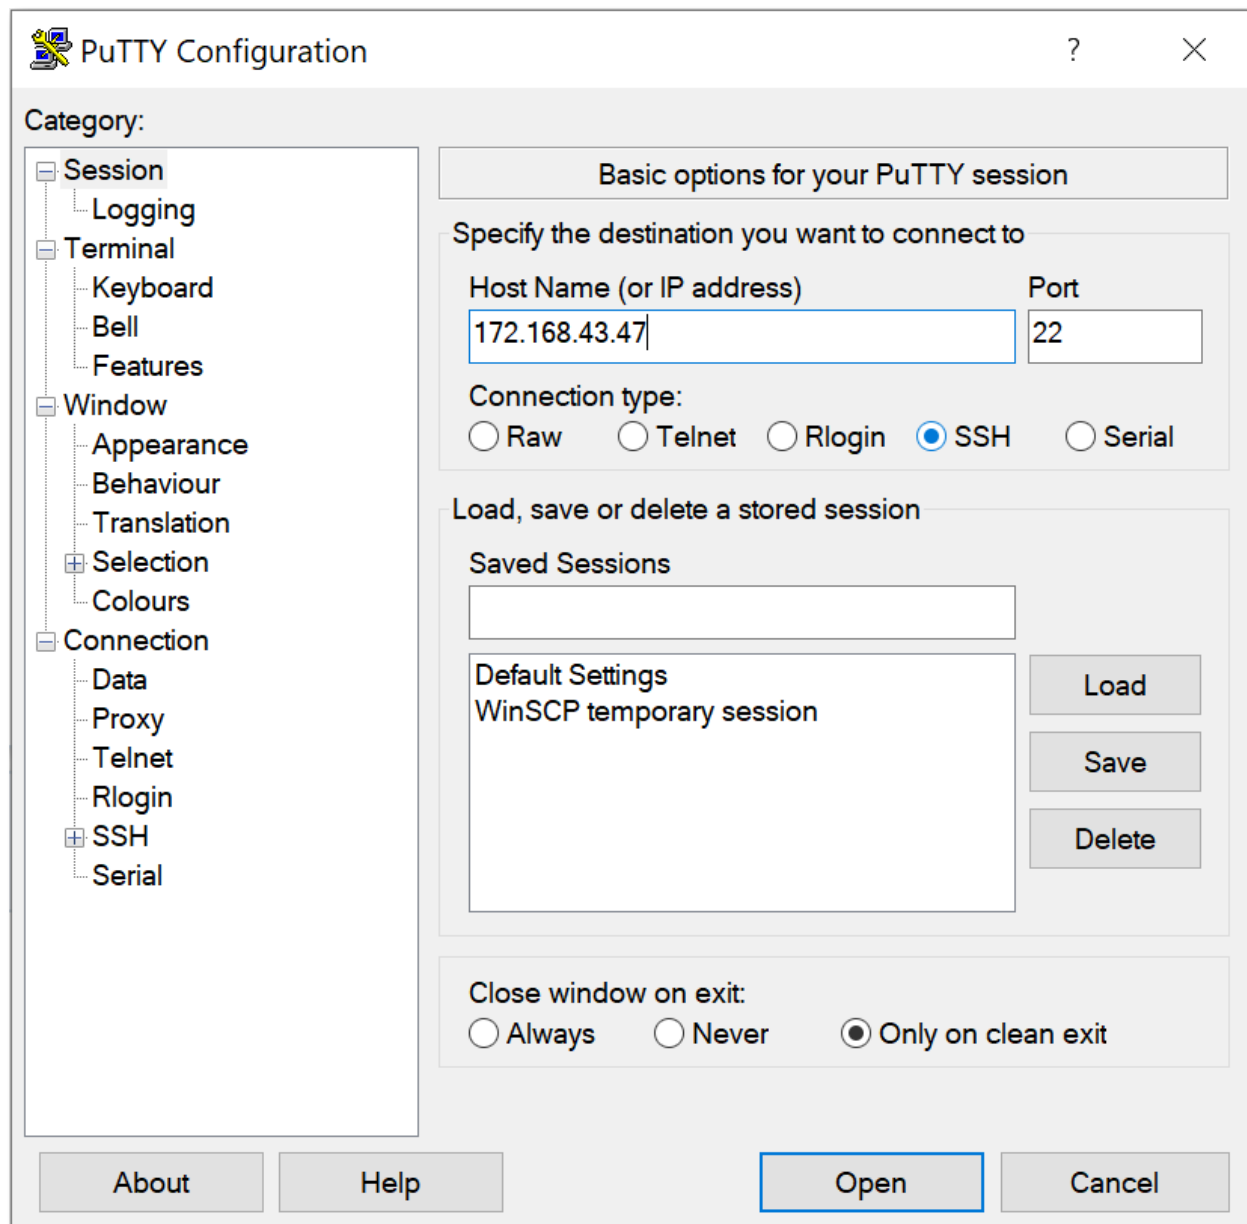 PuTTY Configuration
?
Category:
Session
Logging
Terminal
Keyboard
Bell
Features
Window
Appearance
Behaviour
Translation
Selection
Colours
Connection
Data
Proxy
Telnet
Rlogin
SSH
Serial
Basic options for your PuTTY session
Specify the destination you want to connect to
Host Name (or IP address) Port
172.168.43.47 22
Connection type:
Raw Telnet Rlogin SSH Serial
Load, save or delete a stored session
Saved Sessions
Default Settings
WinSCP temporary session
Load
Save
Delete
Close window on exit:
Always Never Only on clean exit
About Help Open Cancel